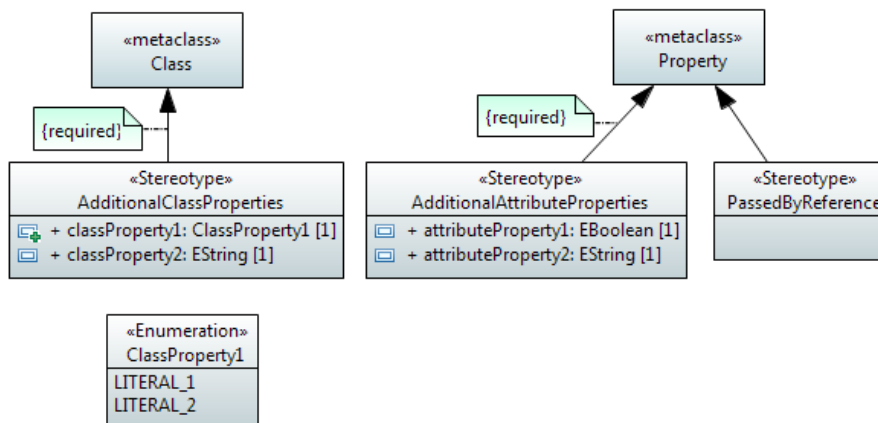 «metaclass»
Class
«metaclass»
Property
{required}
{required}
«Stereotype»
AdditionalClassProperties
+ classProperty1: ClassProperty1 [1]
+ classProperty2: EString [1]
«Stereotype»
AdditionalAttributeProperties
+ attributeProperty1: EBoolean [1]
+ attributeProperty2: EString [1]
«Stereotype»
PassedByReference
«Enumeration»
ClassProperty1
LITERAL_1
LITERAL_2